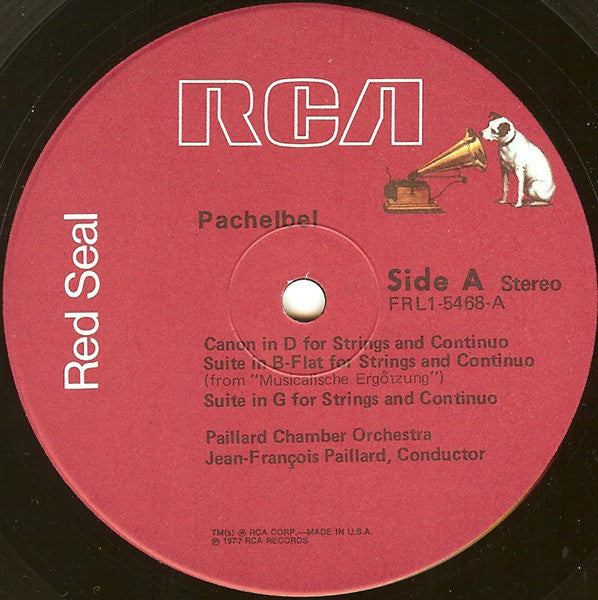 RCA
Red Seal
Pachelbel
Side A Stereo
FRL1-5468-A
Canon in D for Strings and Continuo
Suite in B-Flat for Strings and Continuo
(from "Musicalische Ergőtzung")
Suite in G for Strings and Continuo
Paillard Chamber Orchestra
Jean-François Paillard, Conductor
TM(s) ® RCA CORP.—MADE IN U.S.A.
℗ 1977 RCA RECORDS